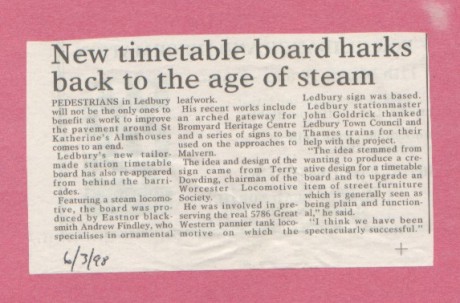 New timetable board harks
back to the age of steam
PEDESTRIANS in Ledbury
will not be the only ones to
benefit as work to improve
the pavement around St
Katherine's Almshouses
comes to an end.
Ledbury's new tailor-
made station timetable
board has also re-appeared
from behind the barri-
cades.
Featuring a steam locomo-
tive, the board was pro-
duced by Eastnor black-
smith Andrew Findley, who
specialises in ornamental
leafwork.
His recent works include
an arched gateway for
Bromyard Heritage Centre
and a series of signs to be
used on the approaches to
Malvern.
The idea and design of the
sign came from Terry
Dowding, chairman of the
Worcester Locomotive
Society.
He was involved in pre-
serving the real 5786 Great
Western pannier tank loco-
motive on which the
Ledbury sign was based.
Ledbury stationmaster
John Goldrick thanked
Ledbury Town Council and
Thames trains for their
help with the project.
"The idea stemmed from
wanting to produce a cre-
ative design for a timetable
board and to upgrade an
item of street furniture
which is generally seen as
being plain and function-
al," he said.
"I think we have been
spectacularly successful."
6/3/98